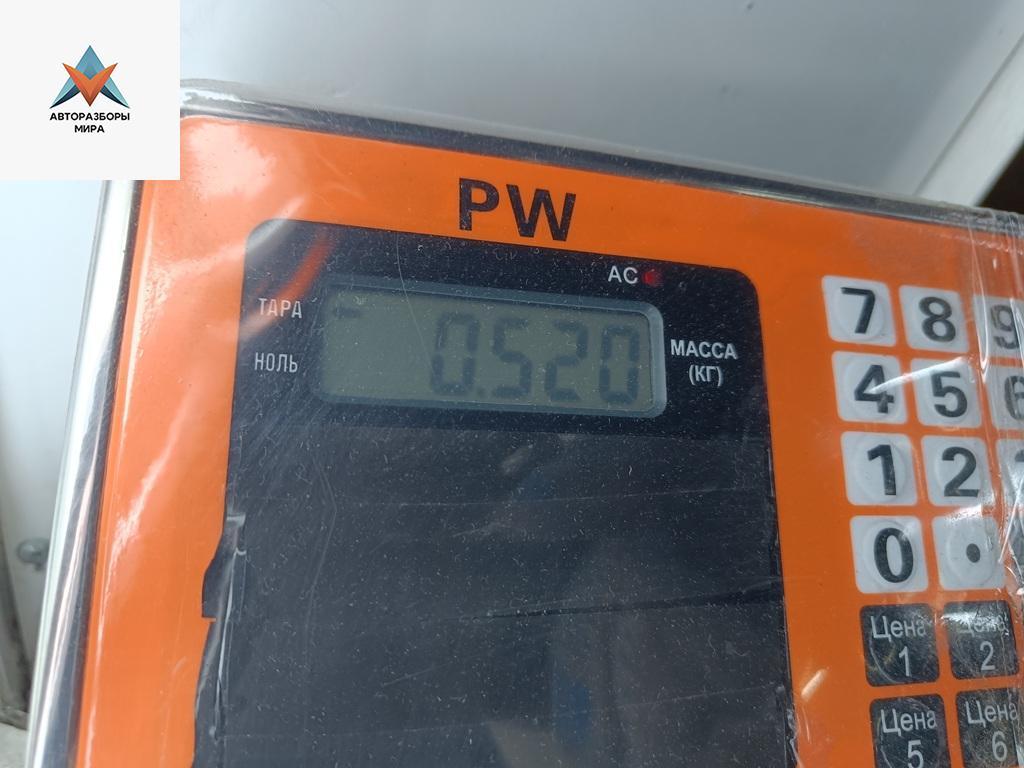 АВТОРАЗБОРЫ
МИРА
PW
AC
ТАРА
НОЛЬ
0.520
МАССА
(КГ)
7 8 9
4 5 6
1 2
0 .
Цена
1
Цена
2
Цена
5
Цена
6